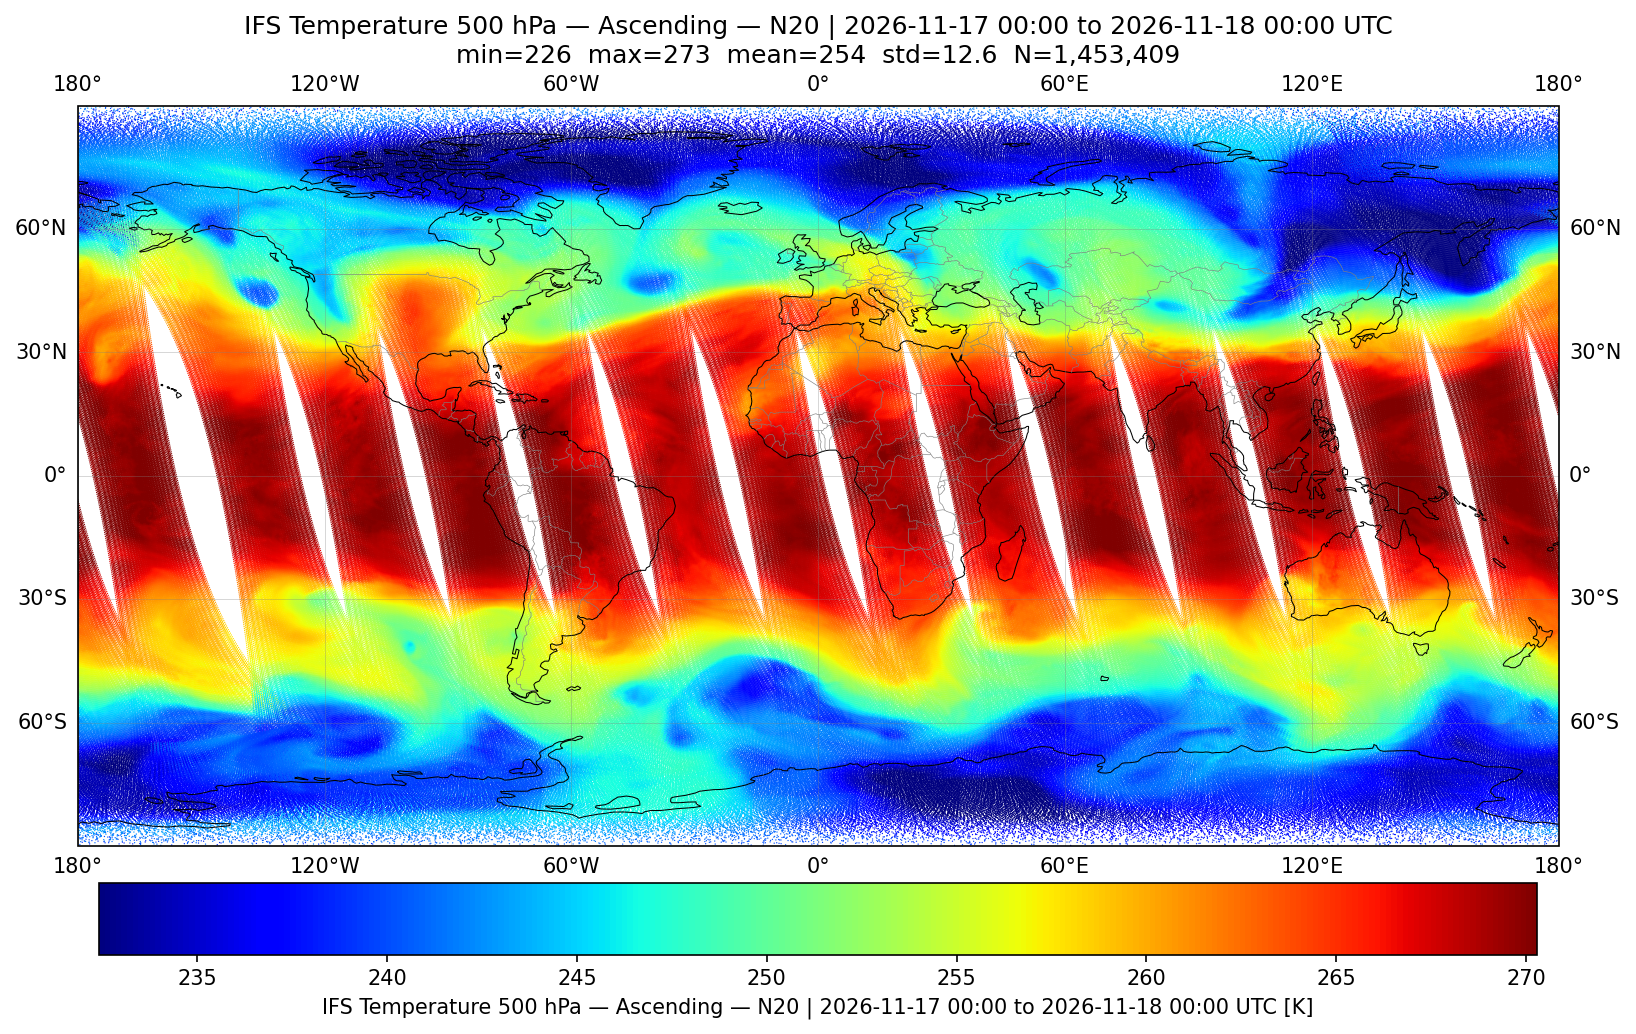 IFS Temperature 500 hPa — Ascending — N20 | 2026-11-17 00:00 to 2026-11-18 00:00 UTC
min=226  max=273  mean=254  std=12.6  N=1,453,409
180° 120°W 60°W 0° 60°E 120°E 180°
60°N 60°N
30°N 30°N
0° 0°
30°S 30°S
60°S 60°S
180° 120°W 60°W 0° 60°E 120°E 180°
235 240 245 250 255 260 265 270
IFS Temperature 500 hPa — Ascending — N20 | 2026-11-17 00:00 to 2026-11-18 00:00 UTC [K]